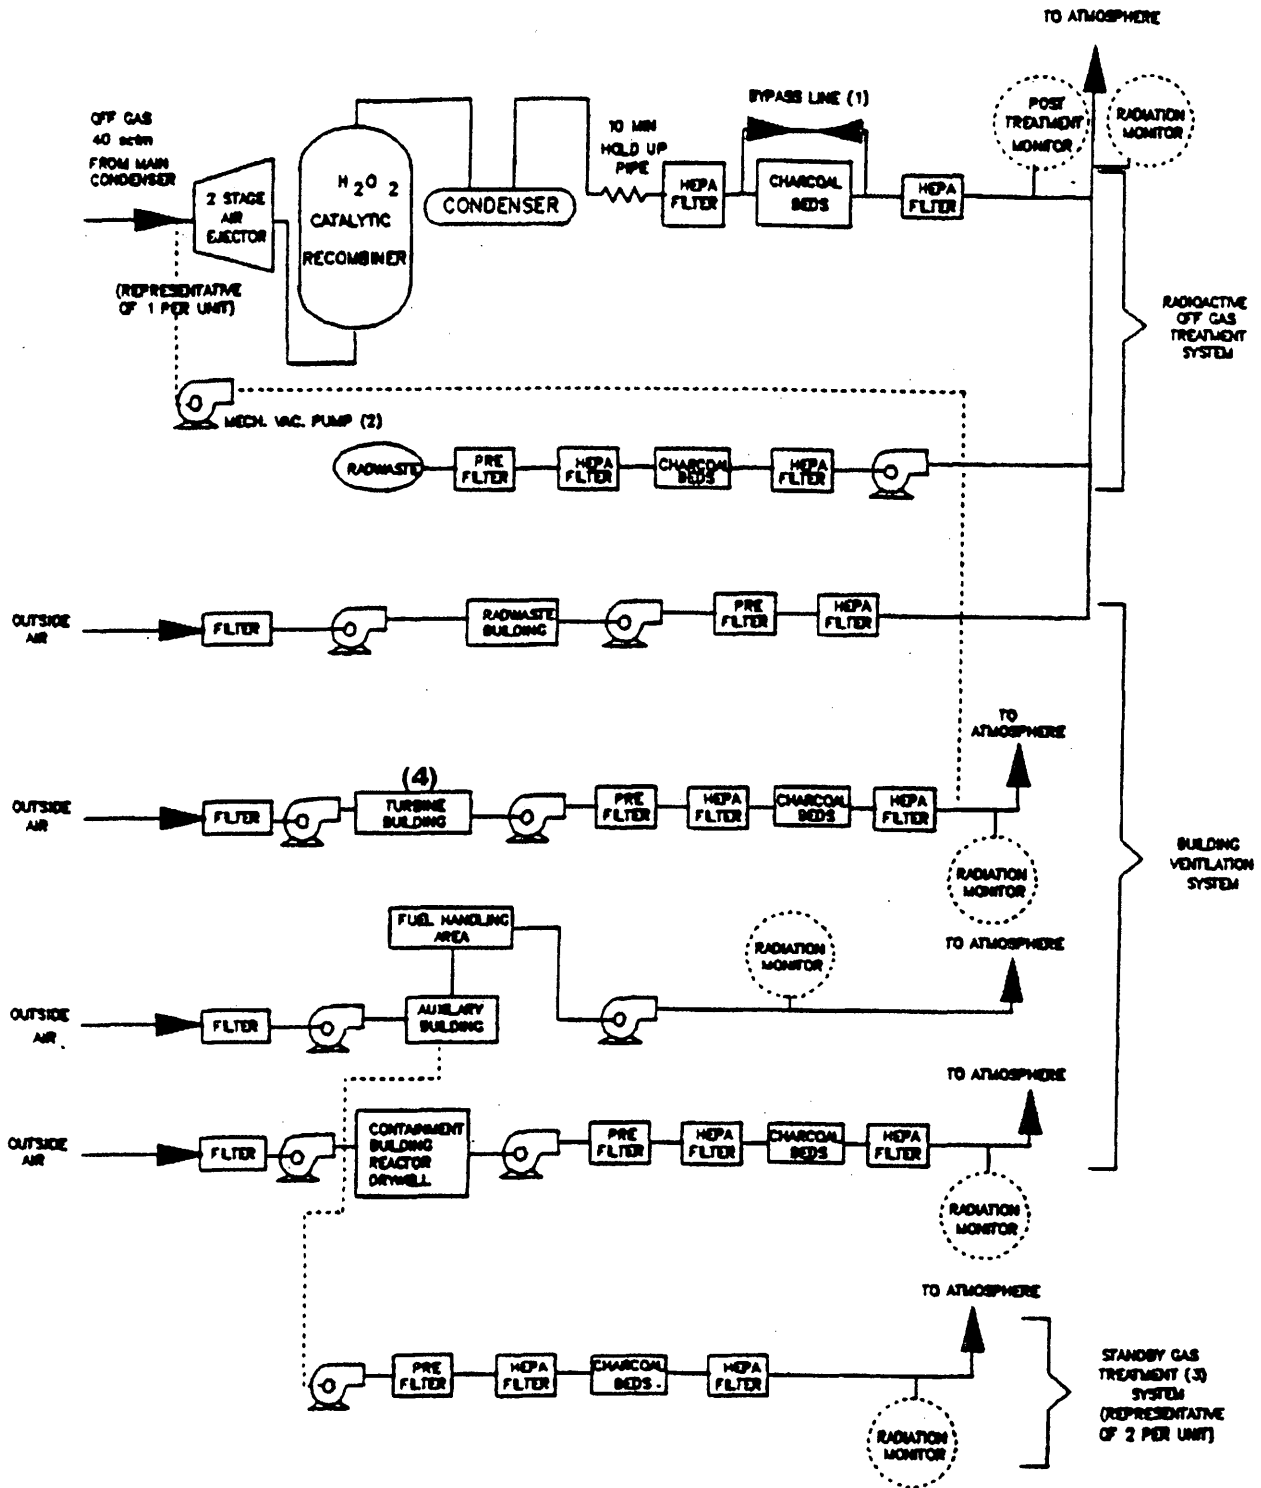 TO ATMOSPHERE
OFF GAS
40 scfm
FROM MAIN
CONDENSER
2 STAGE
AIR
EJECTOR
(REPRESENTATIVE
OF 1 PER UNIT)
H2O2
CATALYTIC
RECOMBINER
CONDENSER
10 MIN
HOLD UP
PIPE
HEPA
FILTER
BYPASS LINE (1)
CHARCOAL
BEDS
HEPA
FILTER
POST
TREATMENT
MONITOR
RADIATION
MONITOR
RADIOACTIVE
OFF GAS
TREATMENT
SYSTEM
MECH. VAC. PUMP (2)
RADWASTE
PRE
FILTER
HEPA
FILTER
CHARCOAL
BEDS
HEPA
FILTER
OUTSIDE
AIR
FILTER
RADWASTE
BUILDING
PRE
FILTER
HEPA
FILTER
TO
ATMOSPHERE
OUTSIDE
AIR
FILTER
(4)
TURBINE
BUILDING
PRE
FILTER
HEPA
FILTER
CHARCOAL
BEDS
HEPA
FILTER
RADIATION
MONITOR
BUILDING
VENTILATION
SYSTEM
FUEL HANDLING
AREA
RADIATION
MONITOR
TO ATMOSPHERE
OUTSIDE
AIR
FILTER
AUXILARY
BUILDING
TO ATMOSPHERE
OUTSIDE
AIR
FILTER
CONTAINMENT
BUILDING
REACTOR
DRYWELL
PRE
FILTER
HEPA
FILTER
CHARCOAL
BEDS
HEPA
FILTER
RADIATION
MONITOR
TO ATMOSPHERE
PRE
FILTER
HEPA
FILTER
CHARCOAL
BEDS.
HEPA
FILTER
RADIATION
MONITOR
STANDBY GAS
TREATMENT (3)
SYSTEM
(REPRESENTATIVE
OF 2 PER UNIT)